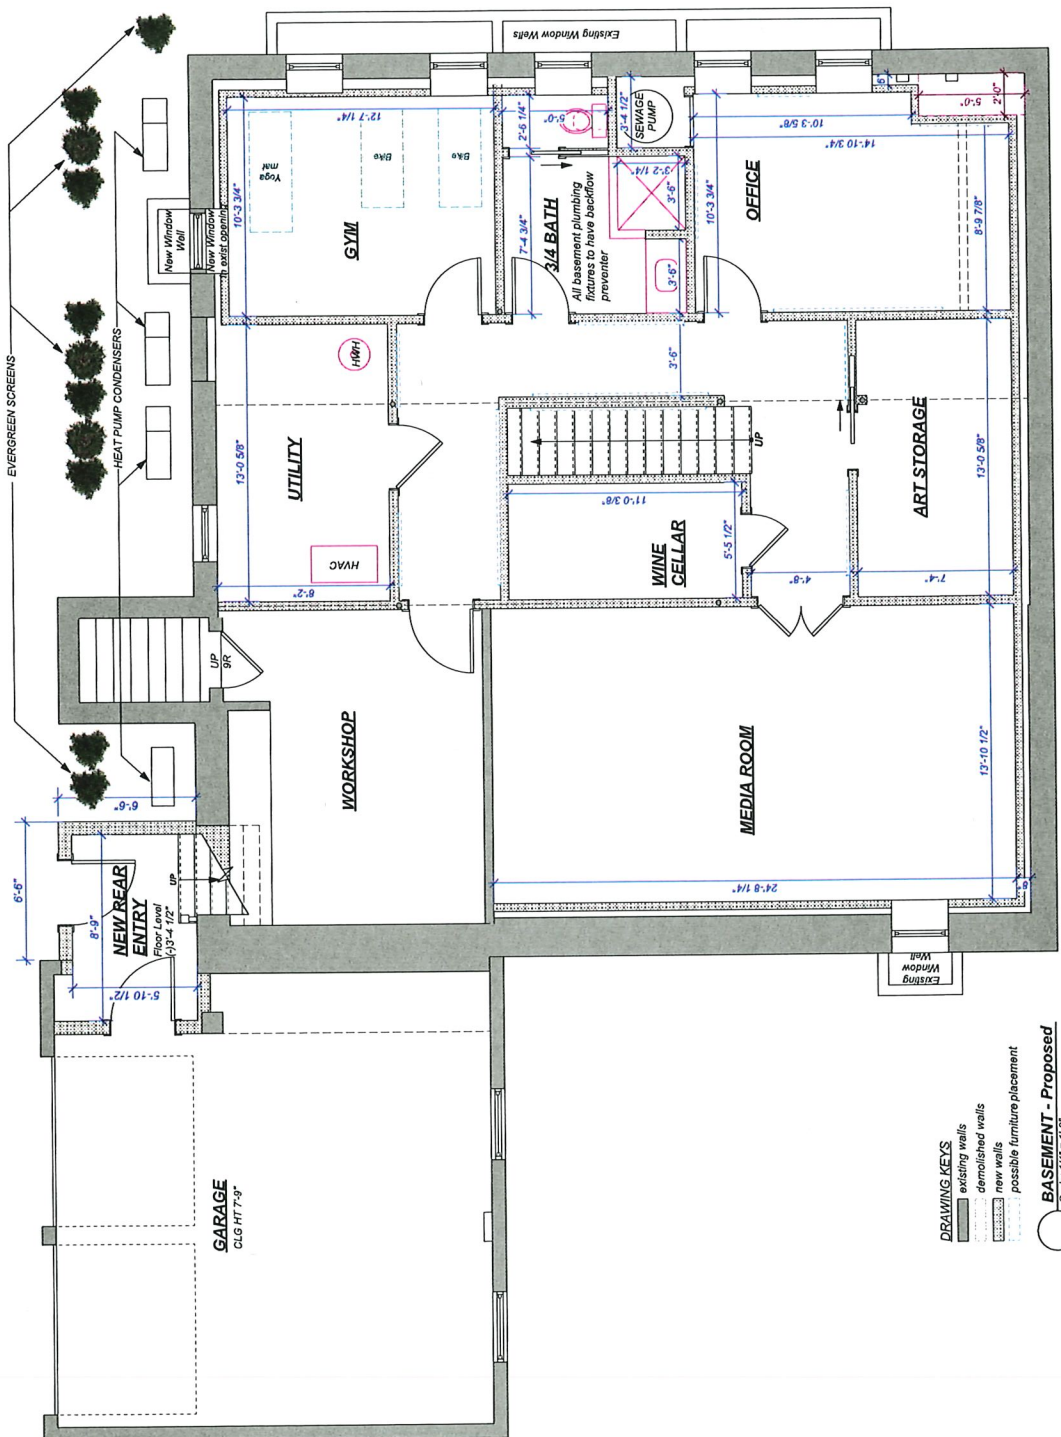 EVERGREEN SCREENS
HEAT PUMP CONDENSERS
Existing Window Wells
New Window
Well
New Window
in exist opening
10'-3 3/4"
12'-7 1/4"
Yoga
mat
Bike
Bike
GYM
2'-6 1/4"
5'-0"
7'-4 3/4"
3/4 BATH
All basement plumbing
fixtures to have backflow
preventer
3'-4 1/2"
SEWAGE
PUMP
3'-2 1/4"
3'-6"
3'-6"
10'-3 3/4"
10'-3 5/8"
14'-10 3/4"
OFFICE
8'-9 7/8"
6"
5'-0"
2'-0"
13'-0 5/8"
UTILITY
HWH
HVAC
8'-2"
3'-6"
UP
11'-0 3/8"
WINE
CELLAR
5'-5 1/2"
4'-8"
ART STORAGE
13'-0 5/8"
7'-4"
UP
9R
WORKSHOP
MEDIA ROOM
13'-10 1/2"
24'-8 1/4"
8"
Existing
Window
Well
6'-6"
6'-6"
8'-9"
NEW REAR
ENTRY
Floor Level
(-)3'-4 1/2"
UP
5'-10 1/2"
GARAGE
CLG HT 7'-9"
DRAWING KEYS
existing walls
demolished walls
new walls
possible furniture placement
BASEMENT - Proposed